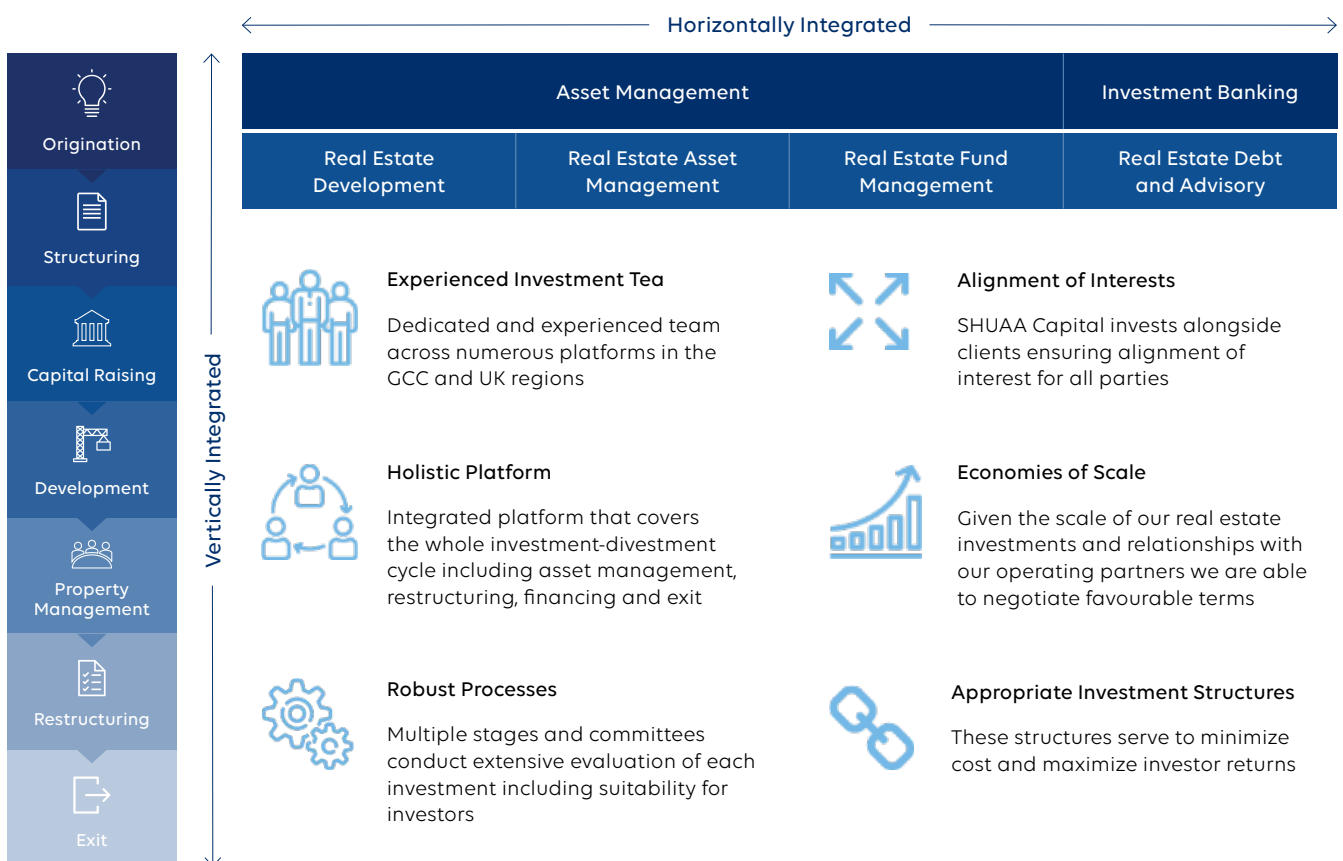 Horizontally Integrated
Asset Management
Investment Banking
Real Estate
Development
Real Estate Asset
Management
Real Estate Fund
Management
Real Estate Debt
and Advisory
Vertically Integrated
Origination
Structuring
Capital Raising
Development
Property
Management
Restructuring
Exit
Experienced Investment Tea
Dedicated and experienced team
across numerous platforms in the
GCC and UK regions
Alignment of Interests
SHUAA Capital invests alongside
clients ensuring alignment of
interest for all parties
Holistic Platform
Integrated platform that covers
the whole investment-divestment
cycle including asset management,
restructuring, financing and exit
Economies of Scale
Given the scale of our real estate
investments and relationships with
our operating partners we are able
to negotiate favourable terms
Robust Processes
Multiple stages and committees
conduct extensive evaluation of each
investment including suitability for
investors
Appropriate Investment Structures
These structures serve to minimize
cost and maximize investor returns